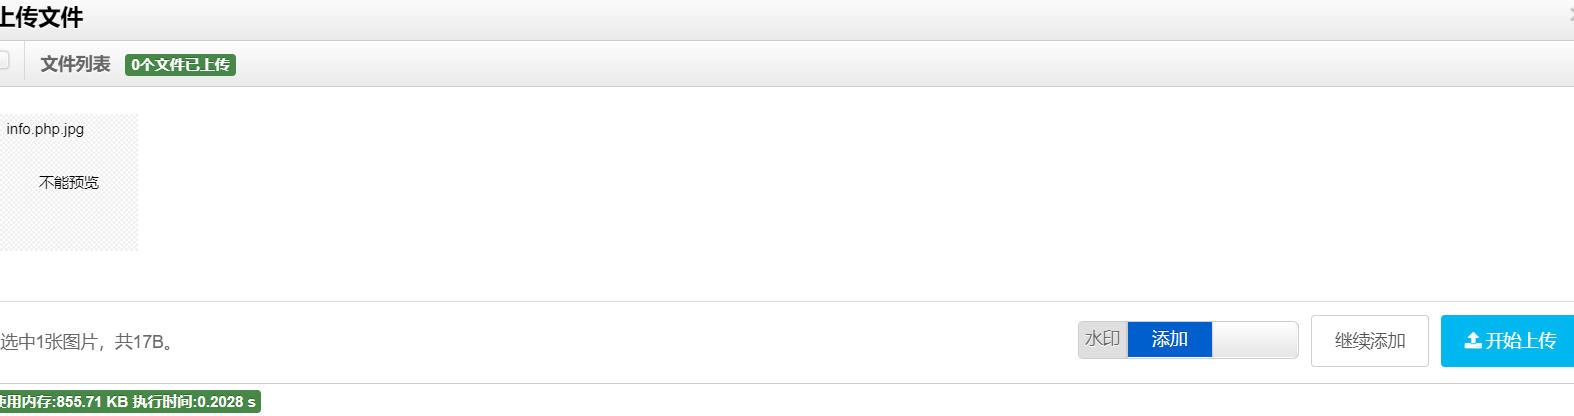 上传文件
文件列表 0个文件已上传
info.php.jpg
不能预览
选中1张图片，共17B。
水印 添加 继续添加 开始上传
使用内存:855.71 KB 执行时间:0.2028 s